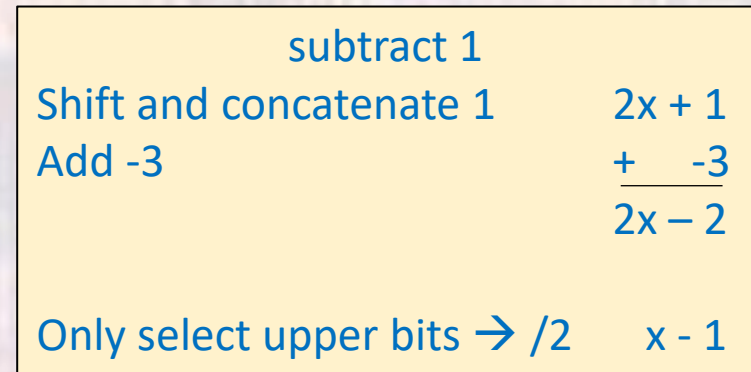 subtract 1
Shift and concatenate 1 2x + 1
Add -3 + -3
2x – 2
Only select upper bits → /2 x - 1